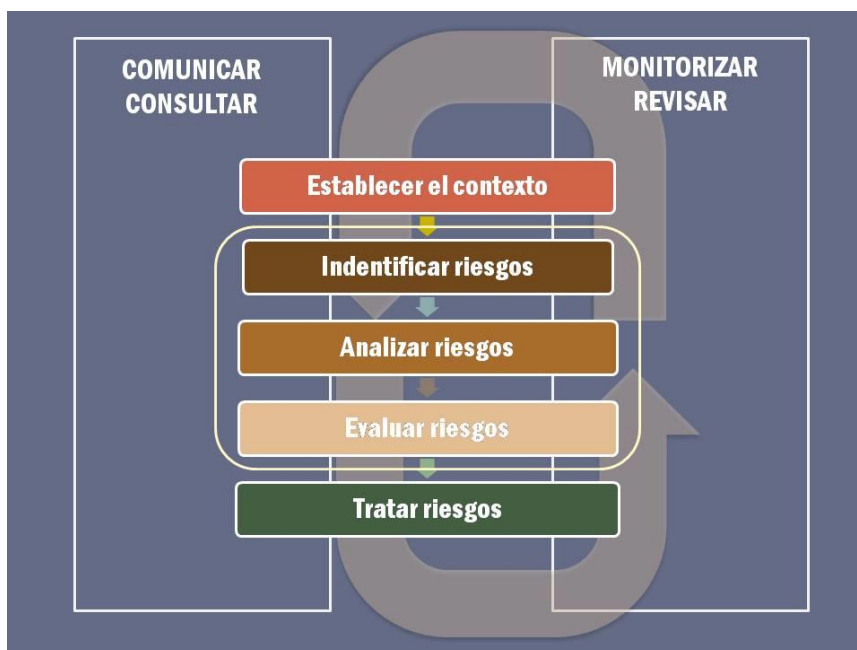 COMUNICAR
CONSULTAR
MONITORIZAR
REVISAR
Establecer el contexto
Indentificar riesgos
Analizar riesgos
Evaluar riesgos
Tratar riesgos